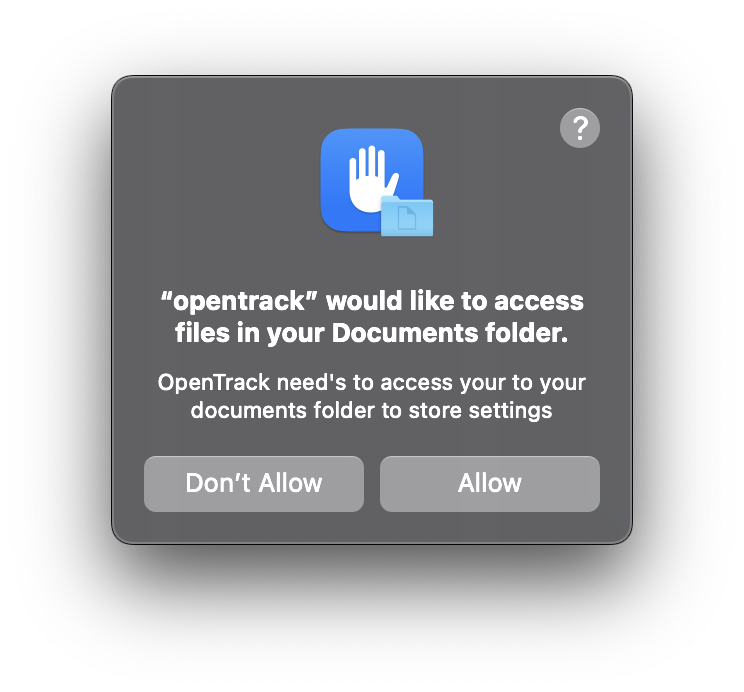 ?
“opentrack” would like to access
files in your Documents folder.
OpenTrack need's to access your to your
documents folder to store settings
Don’t Allow
Allow